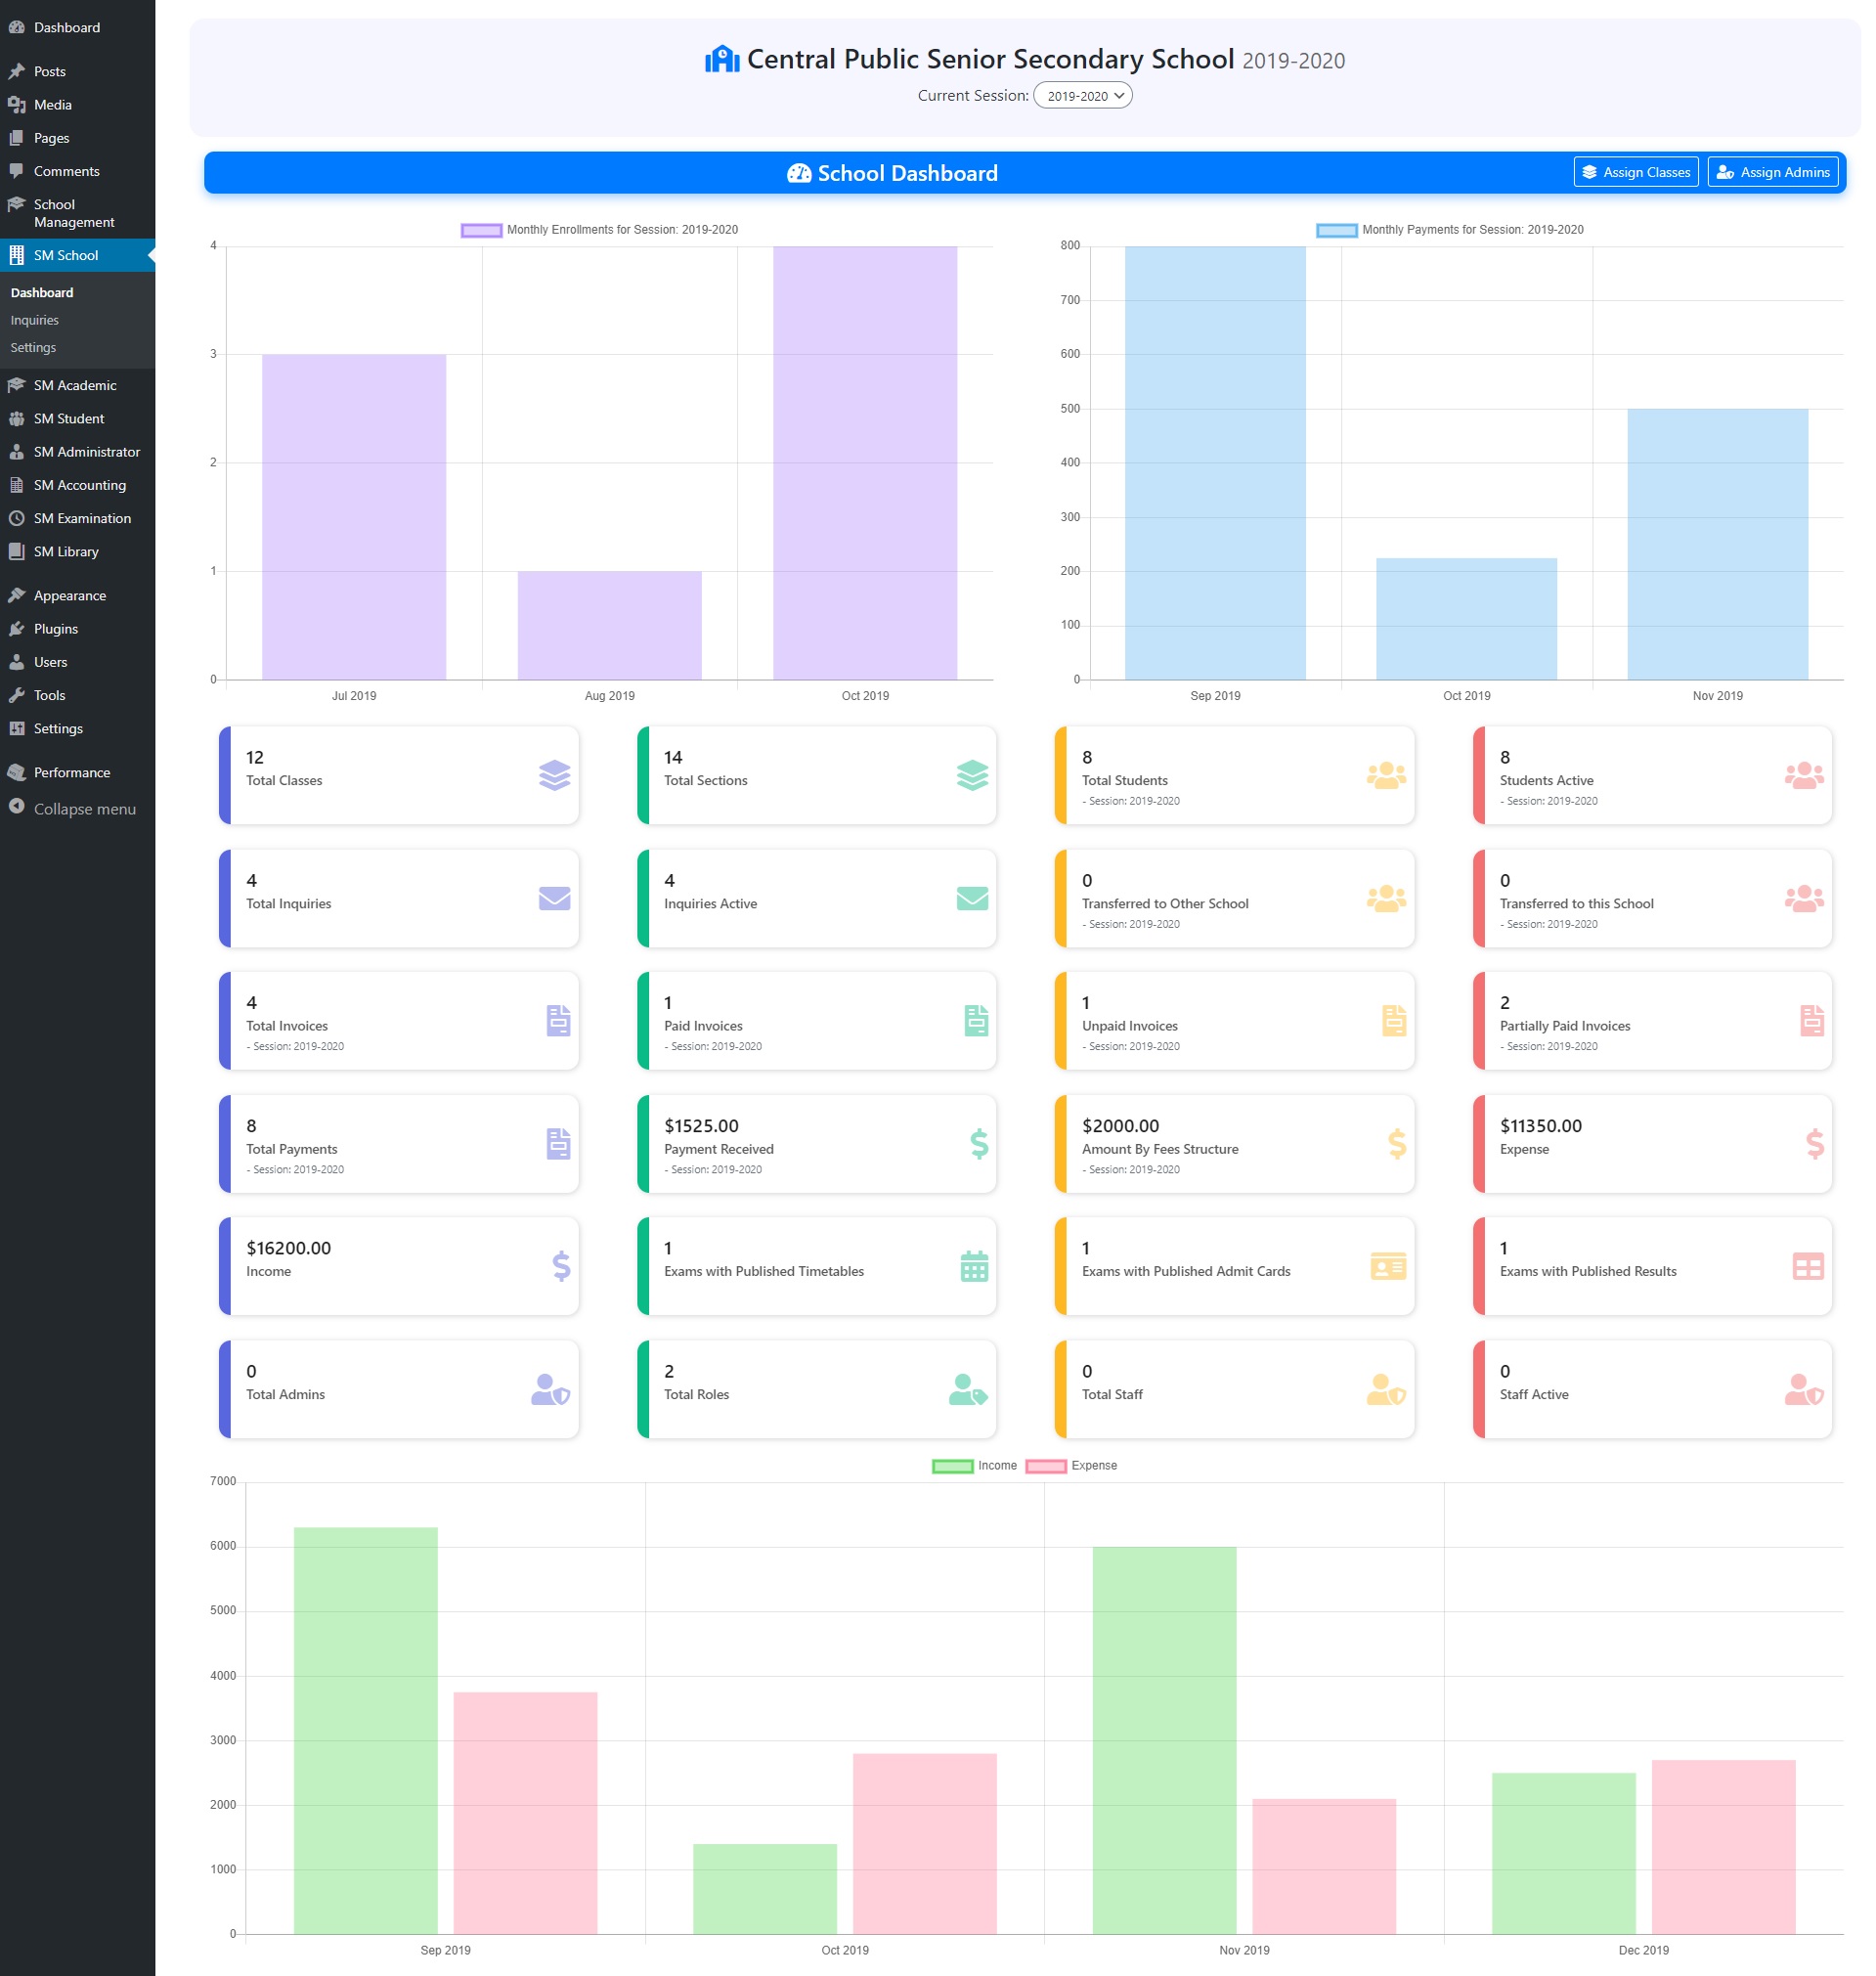 Dashboard
Posts
Media
Pages
Comments
School
Management
SM School
Dashboard
Inquiries
Settings
SM Academic
SM Student
SM Administrator
SM Accounting
SM Examination
SM Library
Appearance
Plugins
Users
Tools
Settings
Performance
Collapse menu
Central Public Senior Secondary School 2019-2020
Current Session: 2019-2020
School Dashboard
Assign Classes
Assign Admins
Monthly Enrollments for Session: 2019-2020
4
3
2
1
0
Jul 2019
Aug 2019
Oct 2019
Monthly Payments for Session: 2019-2020
800
700
600
500
400
300
200
100
0
Sep 2019
Oct 2019
Nov 2019
12
Total Classes
14
Total Sections
8
Total Students
- Session: 2019-2020
8
Students Active
- Session: 2019-2020
4
Total Inquiries
4
Inquiries Active
0
Transferred to Other School
- Session: 2019-2020
0
Transferred to this School
- Session: 2019-2020
4
Total Invoices
- Session: 2019-2020
1
Paid Invoices
- Session: 2019-2020
1
Unpaid Invoices
- Session: 2019-2020
2
Partially Paid Invoices
- Session: 2019-2020
8
Total Payments
- Session: 2019-2020
$1525.00
Payment Received
- Session: 2019-2020
$2000.00
Amount By Fees Structure
- Session: 2019-2020
$11350.00
Expense
$16200.00
Income
1
Exams with Published Timetables
1
Exams with Published Admit Cards
1
Exams with Published Results
0
Total Admins
2
Total Roles
0
Total Staff
0
Staff Active
Income
Expense
7000
6000
5000
4000
3000
2000
1000
0
Sep 2019
Oct 2019
Nov 2019
Dec 2019